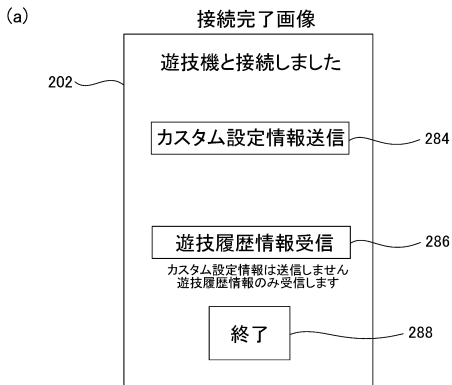 (a)
接続完了画像
遊技機と接続しました
202
カスタム設定情報送信
284
遊技履歴情報受信
286
カスタム設定情報は送信しません
遊技履歴情報のみ受信します
終了
288